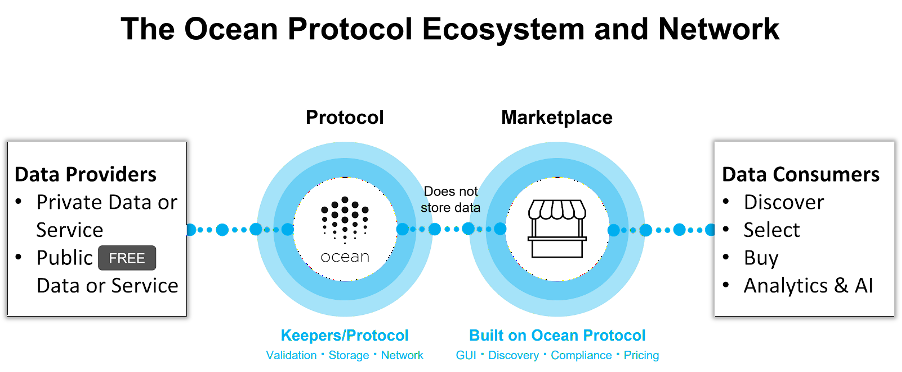 The Ocean Protocol Ecosystem and Network
Protocol
Marketplace
Data Providers
• Private Data or
Service
• Public FREE
Data or Service
ocean
Does not
store data
Data Consumers
• Discover
• Select
• Buy
• Analytics & AI
Keepers/Protocol
Validation · Storage · Network
Built on Ocean Protocol
GUI · Discovery · Compliance · Pricing